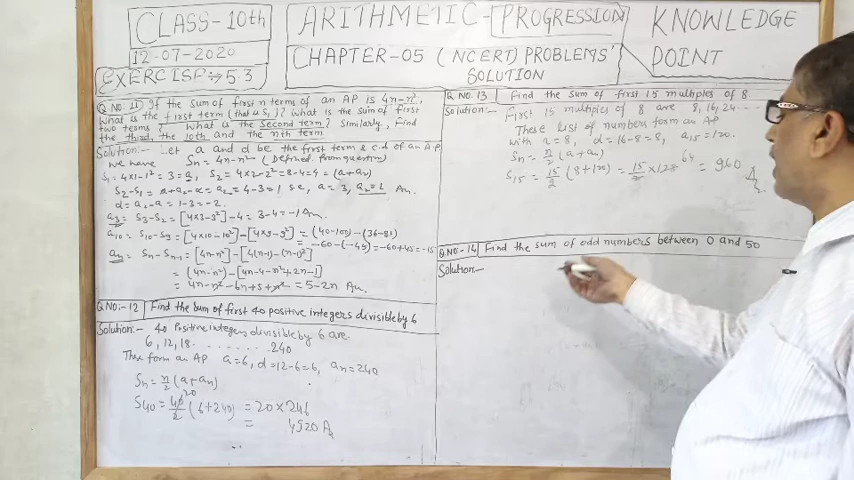 CLASS-10th
12-07-2020
EXERCISE⇒5.3
ARITHMETIC-PROGRESSION
CHAPTER-05 (NCERT) PROBLEMS' SOLUTION
KNOWLEDGE POINT
Q NO. 11) If the sum of first n terms of an AP is 4n-n²,
What is the first term (that is S₁)? What is the sum of first
two terms? What is the second term? Similarly, Find
the third, the 10th and the nth term
Solution:- Let a and d be the first term & c.d of an AP
we have Sn = 4n-n² (Defined from question)
S₁ = 4×1-1² = 3 = a, S₂ = 4×2-2² = 8-4 = 4 = (a+a₂)
S₂-S₁ = a+a₂-a = a₂ = 4-3 = 1 so, a = 3, a₂ = 1 An.
d = a₂-a = 1-3 = -2.
a₃ = S₃-S₂ = [4×3-3²]-4 = 3-4 = -1 An.
a₁₀ = S₁₀-S₉ = [4×10-10²]-[4×9-9²] = (40-100)-(36-81)
= -60-(-45) = -60+45 = -15
an = Sn-Sn-1 = [4n-n²]-[4(n-1)-(n-1)²]
= (4n-n²)-[4n-4-n²+2n-1]
= 4n-n²-6n+5+n² = 5-2n An.
Q NO:-12 Find the sum of first 40 positive integers divisible by 6
Solution:- 40 Positive integers divisible by 6 are.
6, 12, 18. . . . . . . . . 240
These form an AP a = 6, d = 12-6 = 6, an = 240
Sn = n/2 (a+an)
S₄₀ = 40/2 20 (6+240) = 20×246
= 4920 A
Q NO. 13 Find the sum of first 15 multiples of 8
Solution:- First 15 multiples of 8 are 8, 16, 24 - - -
These list of numbers form an AP
with a = 8, d = 16-8 = 8, a₁₅ = 120.
Sn = n/2 (a+an)
S₁₅ = 15/2 (8+120) = 15/2 × 128 64 = 960 A
Q.NO:-14 Find the sum of odd numbers between 0 and 50
Solution-